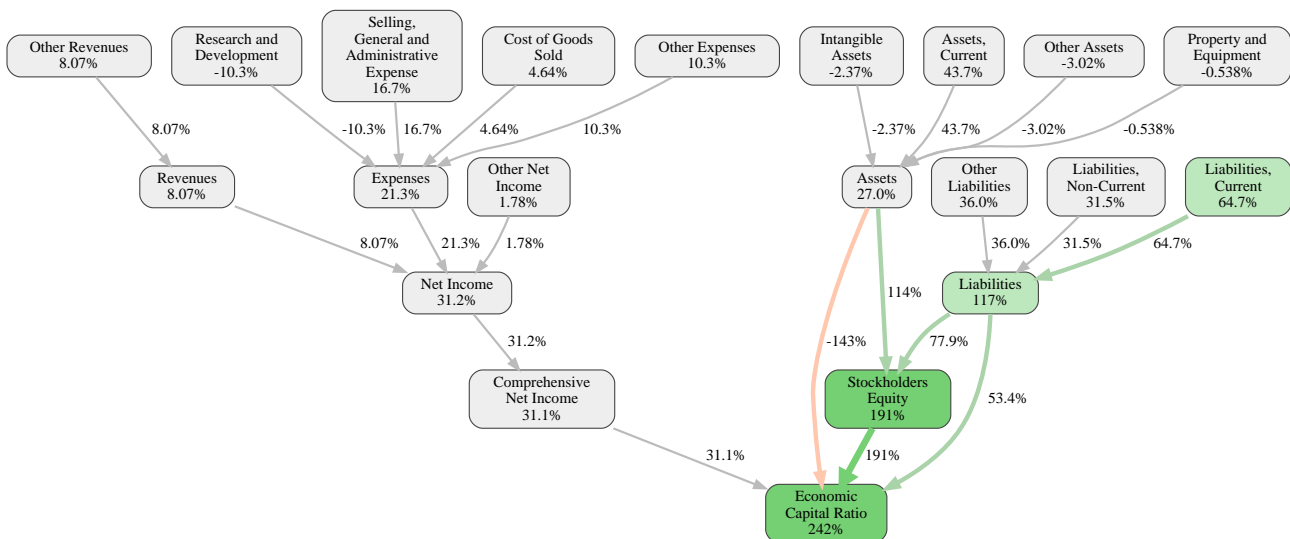 Other Revenues
8.07%
Research and
Development
-10.3%
Selling,
General and
Administrative
Expense
16.7%
Cost of Goods
Sold
4.64%
Other Expenses
10.3%
Intangible
Assets
-2.37%
Assets,
Current
43.7%
Other Assets
-3.02%
Property and
Equipment
-0.538%
8.07%
-10.3%
16.7%
4.64%
10.3%
-2.37%
43.7%
-3.02%
-0.538%
Revenues
8.07%
Expenses
21.3%
Other Net
Income
1.78%
Assets
27.0%
Other
Liabilities
36.0%
Liabilities,
Non-Current
31.5%
Liabilities,
Current
64.7%
8.07%
21.3%
1.78%
36.0%
31.5%
64.7%
Net Income
31.2%
Liabilities
117%
114%
31.2%
-143%
77.9%
Comprehensive
Net Income
31.1%
Stockholders
Equity
191%
53.4%
31.1%
191%
Economic
Capital Ratio
242%